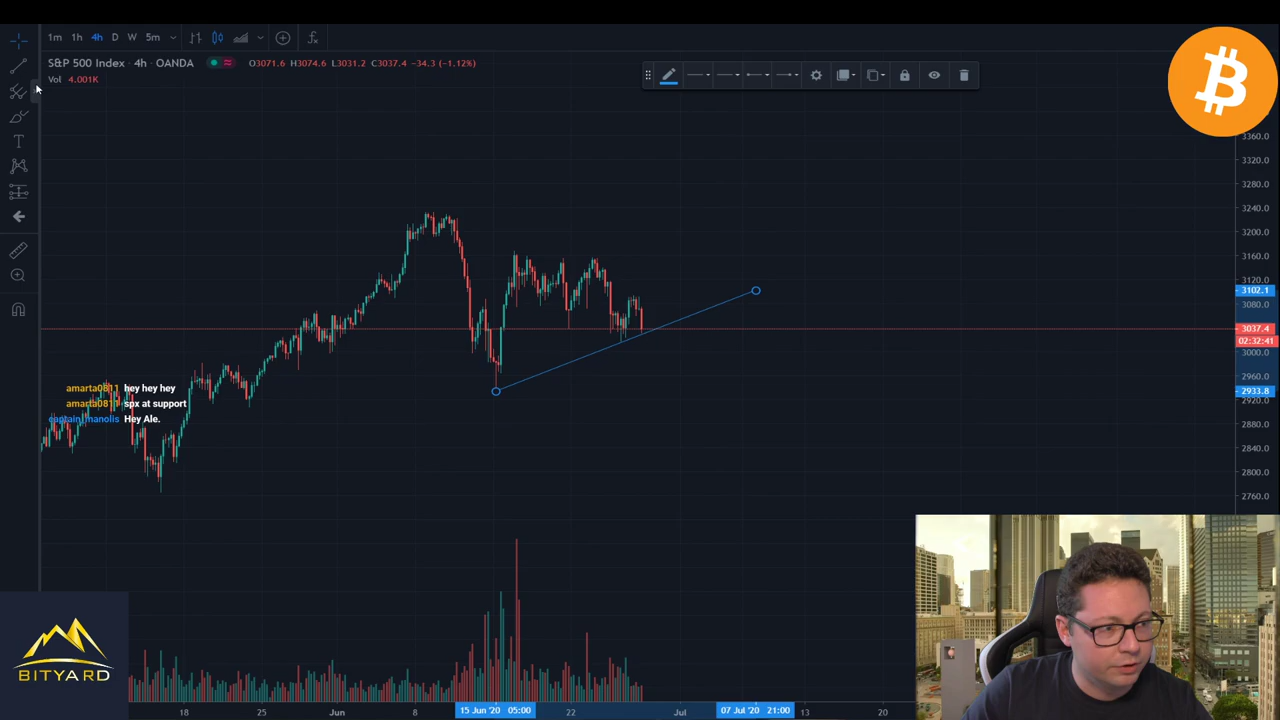 1m 1h 4h D W 5m
S&P 500 Index · 4h · OANDA O3071.6 H3074.6 L3031.2 C3037.4 -34.3 (-1.12%)
Vol 4.001K
3360.0
3320.0
3280.0
3240.0
3200.0
3160.0
3120.0
3102.1
3080.0
3037.4
02:32:41
3000.0
2960.0
2933.8
2920.0
2880.0
2840.0
2800.0
2760.0
amarta0811 hey hey hey
amarta0811 spx at support
captain_manolis Hey Ale.
BITYARD
18 25 Jun 8 15 Jun '20 05:00 22 Jul 07 Jul '20 21:00 13 20